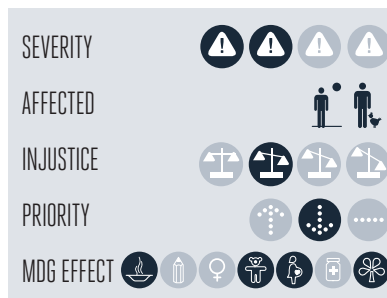 SEVERITY
AFFECTED
INJUSTICE
PRIORITY
MDG EFFECT